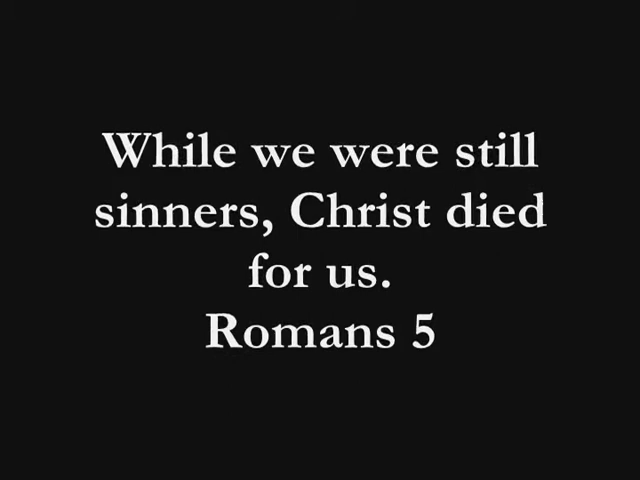 While we were still
sinners, Christ died
for us.
Romans 5